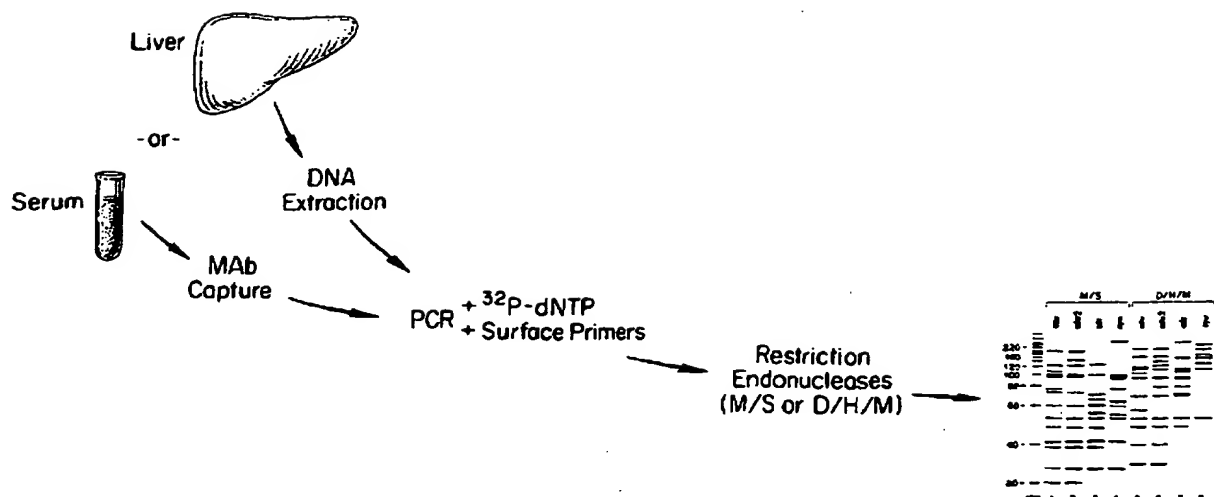 Liver
-or-
Serum
DNA
Extraction
MAb
Capture
PCR + ³²P-dNTP
+ Surface Primers
Restriction
Endonucleases
(M/S or D/H/M)
M/S D/H/M